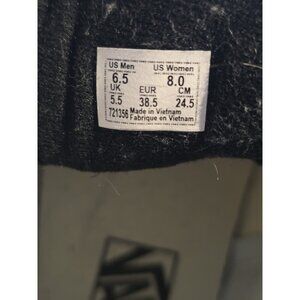 US Men US Women
6.5 8.0
UK EUR CM
5.5 38.5 24.5
721356 Made in Vietnam
Fabrique en Vietnam